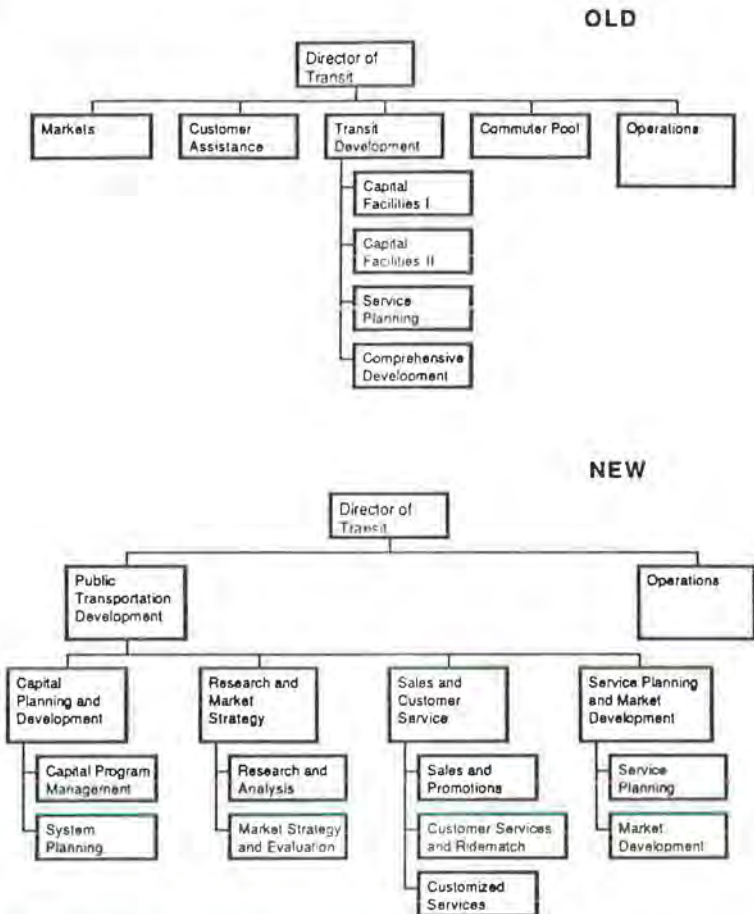 OLD
Director of
Transit
Markets
Customer
Assistance
Transit
Development
Commuter Pool
Operations
Capital
Facilities I
Capital
Facilities II
Service
Planning
Comprehensive
Development
NEW
Director of
Transit
Public
Transportation
Development
Operations
Capital
Planning and
Development
Research and
Market
Strategy
Sales and
Customer
Service
Service Planning
and Market
Development
Capital Program
Management
System
Planning
Research and
Analysis
Market Strategy
and Evaluation
Sales and
Promotions
Customer Services
and Ridematch
Customized
Services
Service
Planning
Market
Development